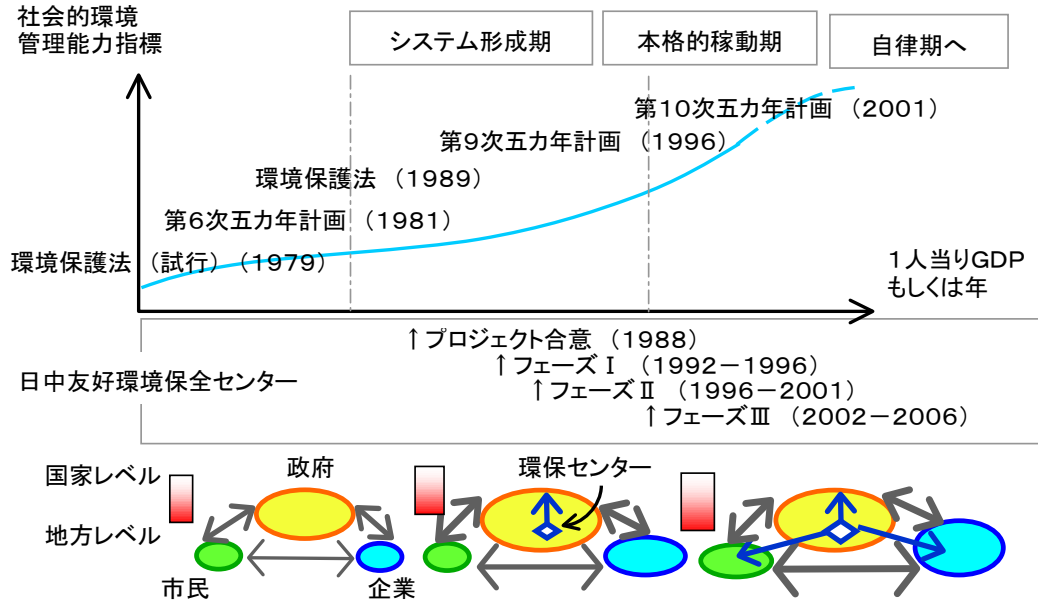 社会的環境
管理能力指標
システム形成期
本格的稼動期
自律期へ
第10次五カ年計画 (2001)
第9次五カ年計画 (1996)
環境保護法 (1989)
第6次五カ年計画 (1981)
環境保護法 (試行) (1979)
1人当りGDP
もしくは年
↑プロジェクト合意 (1988)
↑フェーズⅠ (1992-1996)
日中友好環境保全センター
↑フェーズⅡ (1996-2001)
↑フェーズⅢ (2002-2006)
国家レベル
政府
環保センター
地方レベル
市民
企業